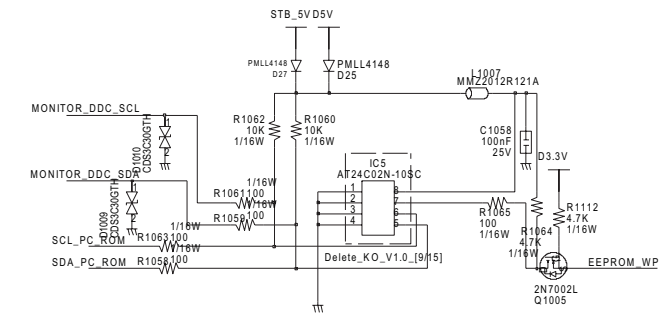 STB_5V D5V
PMLL4148
D27
PMLL4148
D25
L1007
MMZ2012R121A
MONITOR_DDC_SCL
D1010
CDS3C30GTH
1
2
R1062
10K
1/16W
R1060
10K
1/16W
C1058
100nF
25V
D3.3V
IC5
AT24C02N-10SC
MONITOR_DDC_SDA
D1009
CDS3C30GTH
1
2
1/16W
R1061 100
1/16W
R1059 100
1/16W
SCL_PC_ROM
R1063 100
1/16W
SDA_PC_ROM
R1058 100
1
2
3
4
8
7
6
5
Delete_KO_V1.0_[9/15]
R1065
100
1/16W
R1064
4.7K
1/16W
R1112
4.7K
1/16W
EEPROM_WP
2N7002L
Q1005